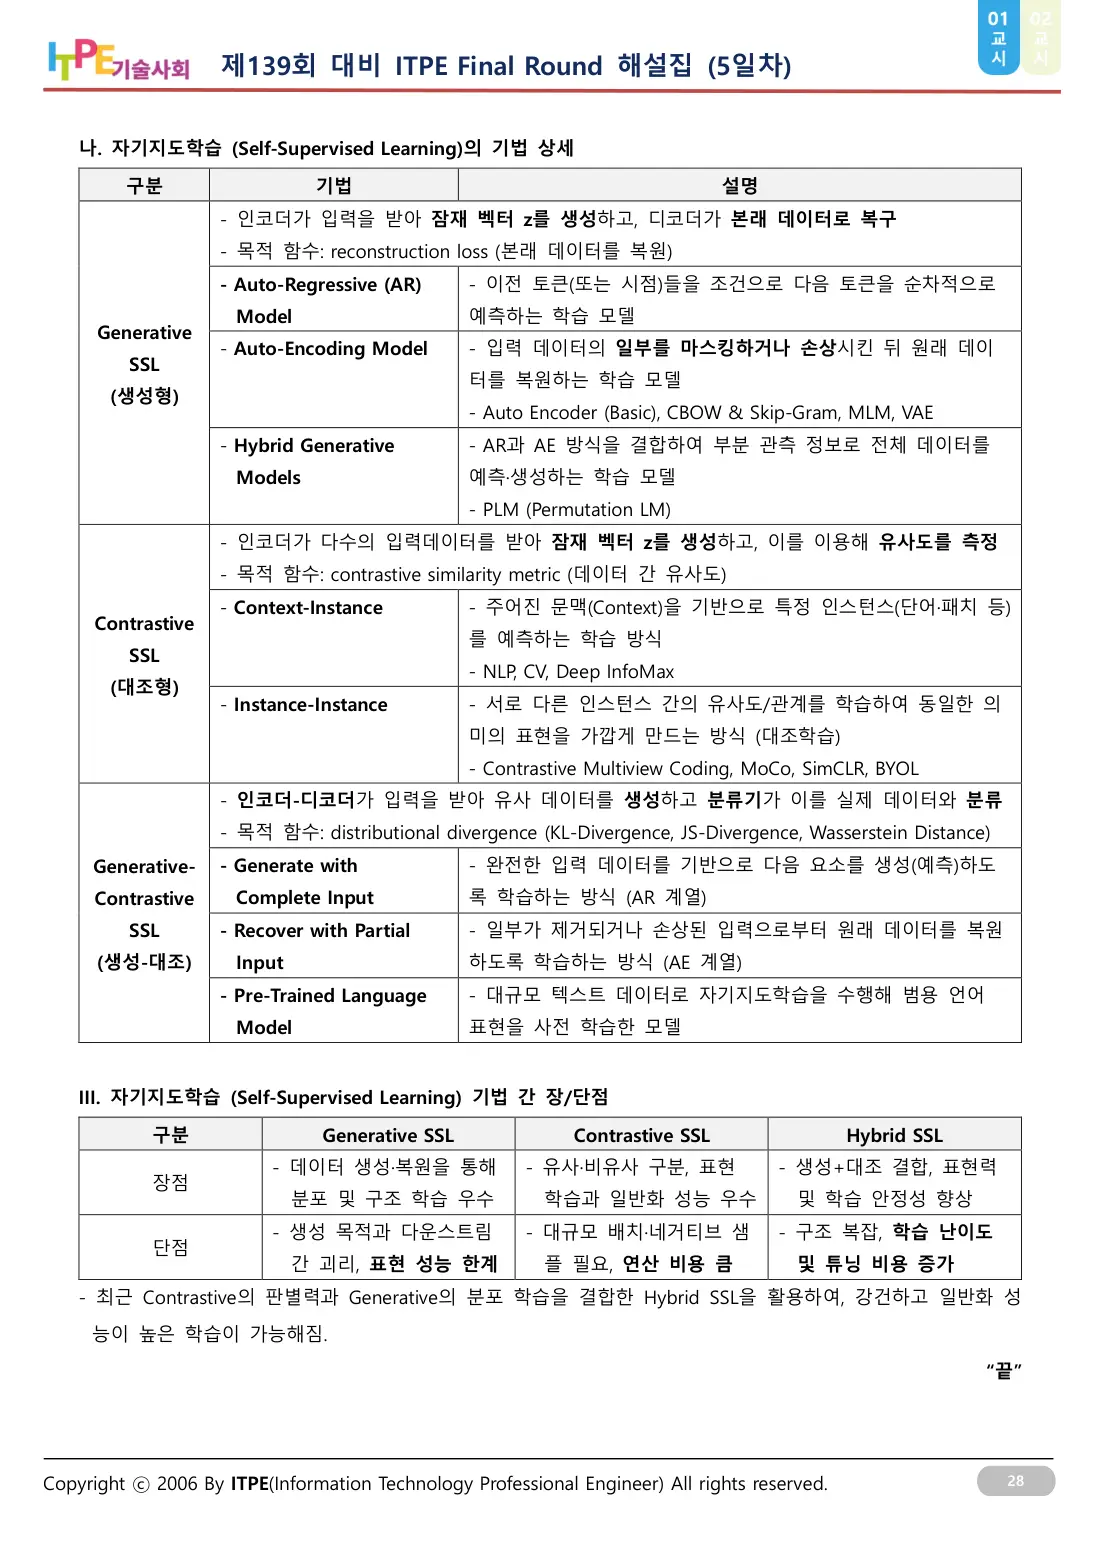 ITPE기술사회 제139회 대비 ITPE Final Round 해설집 (5일차)
01
교
시
02
교
시
나. 자기지도학습 (Self-Supervised Learning)의 기법 상세
구분 기법 설명
Generative
SSL
(생성형)
- 인코더가 입력을 받아 잠재 벡터 z를 생성하고, 디코더가 본래 데이터로 복구
- 목적 함수: reconstruction loss (본래 데이터를 복원)
- Auto-Regressive (AR)
Model
- 이전 토큰(또는 시점)들을 조건으로 다음 토큰을 순차적으로
예측하는 학습 모델
- Auto-Encoding Model
- 입력 데이터의 일부를 마스킹하거나 손상시킨 뒤 원래 데이
터를 복원하는 학습 모델
- Auto Encoder (Basic), CBOW & Skip-Gram, MLM, VAE
- Hybrid Generative
Models
- AR과 AE 방식을 결합하여 부분 관측 정보로 전체 데이터를
예측·생성하는 학습 모델
- PLM (Permutation LM)
Contrastive
SSL
(대조형)
- 인코더가 다수의 입력데이터를 받아 잠재 벡터 z를 생성하고, 이를 이용해 유사도를 측정
- 목적 함수: contrastive similarity metric (데이터 간 유사도)
- Context-Instance
- 주어진 문맥(Context)을 기반으로 특정 인스턴스(단어·패치 등)
를 예측하는 학습 방식
- NLP, CV, Deep InfoMax
- Instance-Instance
- 서로 다른 인스턴스 간의 유사도/관계를 학습하여 동일한 의
미의 표현을 가깝게 만드는 방식 (대조학습)
- Contrastive Multiview Coding, MoCo, SimCLR, BYOL
Generative-
Contrastive
SSL
(생성-대조)
- 인코더-디코더가 입력을 받아 유사 데이터를 생성하고 분류기가 이를 실제 데이터와 분류
- 목적 함수: distributional divergence (KL-Divergence, JS-Divergence, Wasserstein Distance)
- Generate with
Complete Input
- 완전한 입력 데이터를 기반으로 다음 요소를 생성(예측)하도
록 학습하는 방식 (AR 계열)
- Recover with Partial
Input
- 일부가 제거되거나 손상된 입력으로부터 원래 데이터를 복원
하도록 학습하는 방식 (AE 계열)
- Pre-Trained Language
Model
- 대규모 텍스트 데이터로 자기지도학습을 수행해 범용 언어
표현을 사전 학습한 모델
III. 자기지도학습 (Self-Supervised Learning) 기법 간 장/단점
구분 Generative SSL Contrastive SSL Hybrid SSL
장점
- 데이터 생성·복원을 통해
분포 및 구조 학습 우수
- 유사·비유사 구분, 표현
학습과 일반화 성능 우수
- 생성+대조 결합, 표현력
및 학습 안정성 향상
단점
- 생성 목적과 다운스트림
간 괴리, 표현 성능 한계
- 대규모 배치·네거티브 샘
플 필요, 연산 비용 큼
- 구조 복잡, 학습 난이도
및 튜닝 비용 증가
- 최근 Contrastive의 판별력과 Generative의 분포 학습을 결합한 Hybrid SSL을 활용하여, 강건하고 일반화 성
능이 높은 학습이 가능해짐.
“끝”
Copyright ⓒ 2006 By ITPE(Information Technology Professional Engineer) All rights reserved.
28